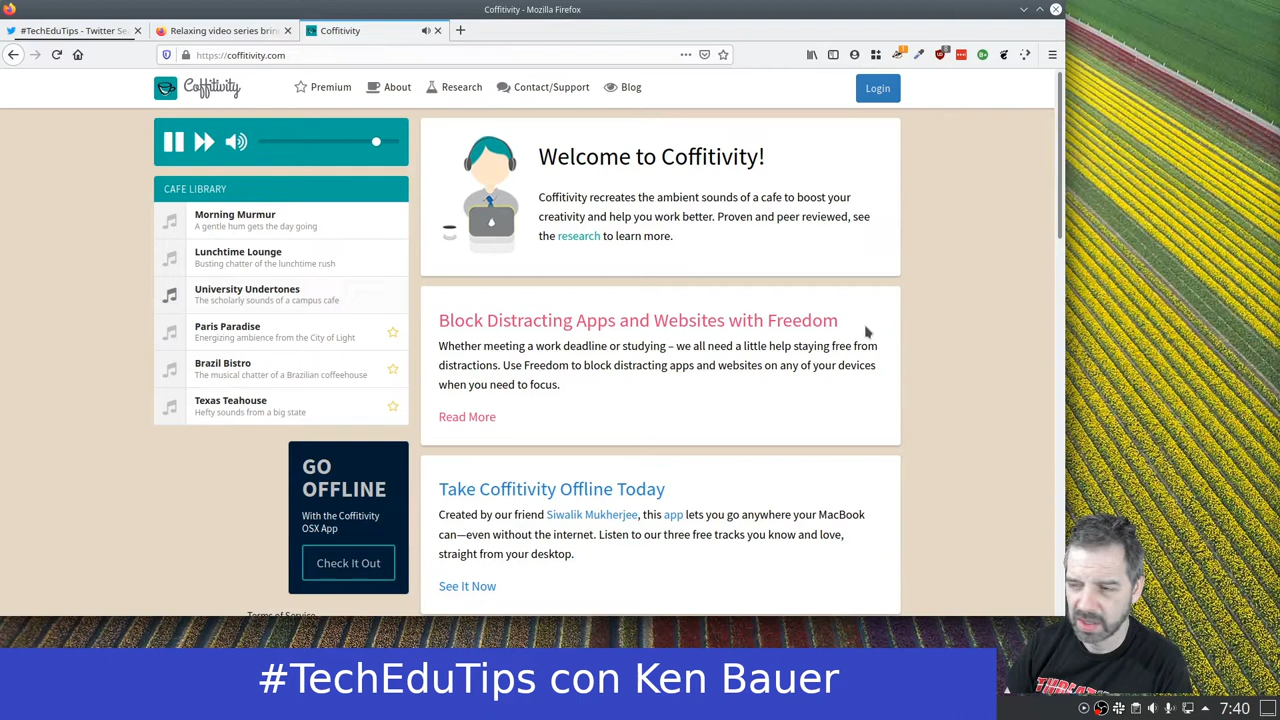 Coffitivity - Mozilla Firefox
#TechEduTips - Twitter Se
Relaxing video series brin
Coffitivity
https://coffitivity.com
Coffitivity
Premium
About
Research
Contact/Support
Blog
Login
CAFE LIBRARY
Morning Murmur
A gentle hum gets the day going
Lunchtime Lounge
Busting chatter of the lunchtime rush
University Undertones
The scholarly sounds of a campus cafe
Paris Paradise
Energizing ambience from the City of Light
Brazil Bistro
The musical chatter of a Brazilian coffeehouse
Texas Teahouse
Hefty sounds from a big state
GO
OFFLINE
With the Coffitivity
OSX App
Check It Out
Terms of Service
Welcome to Coffitivity!
Coffitivity recreates the ambient sounds of a cafe to boost your
creativity and help you work better. Proven and peer reviewed, see
the research to learn more.
Block Distracting Apps and Websites with Freedom
Whether meeting a work deadline or studying – we all need a little help staying free from
distractions. Use Freedom to block distracting apps and websites on any of your devices
when you need to focus.
Read More
Take Coffitivity Offline Today
Created by our friend Siwalik Mukherjee, this app lets you go anywhere your MacBook
can—even without the internet. Listen to our three free tracks you know and love,
straight from your desktop.
See It Now
#TechEduTips con Ken Bauer
7:40